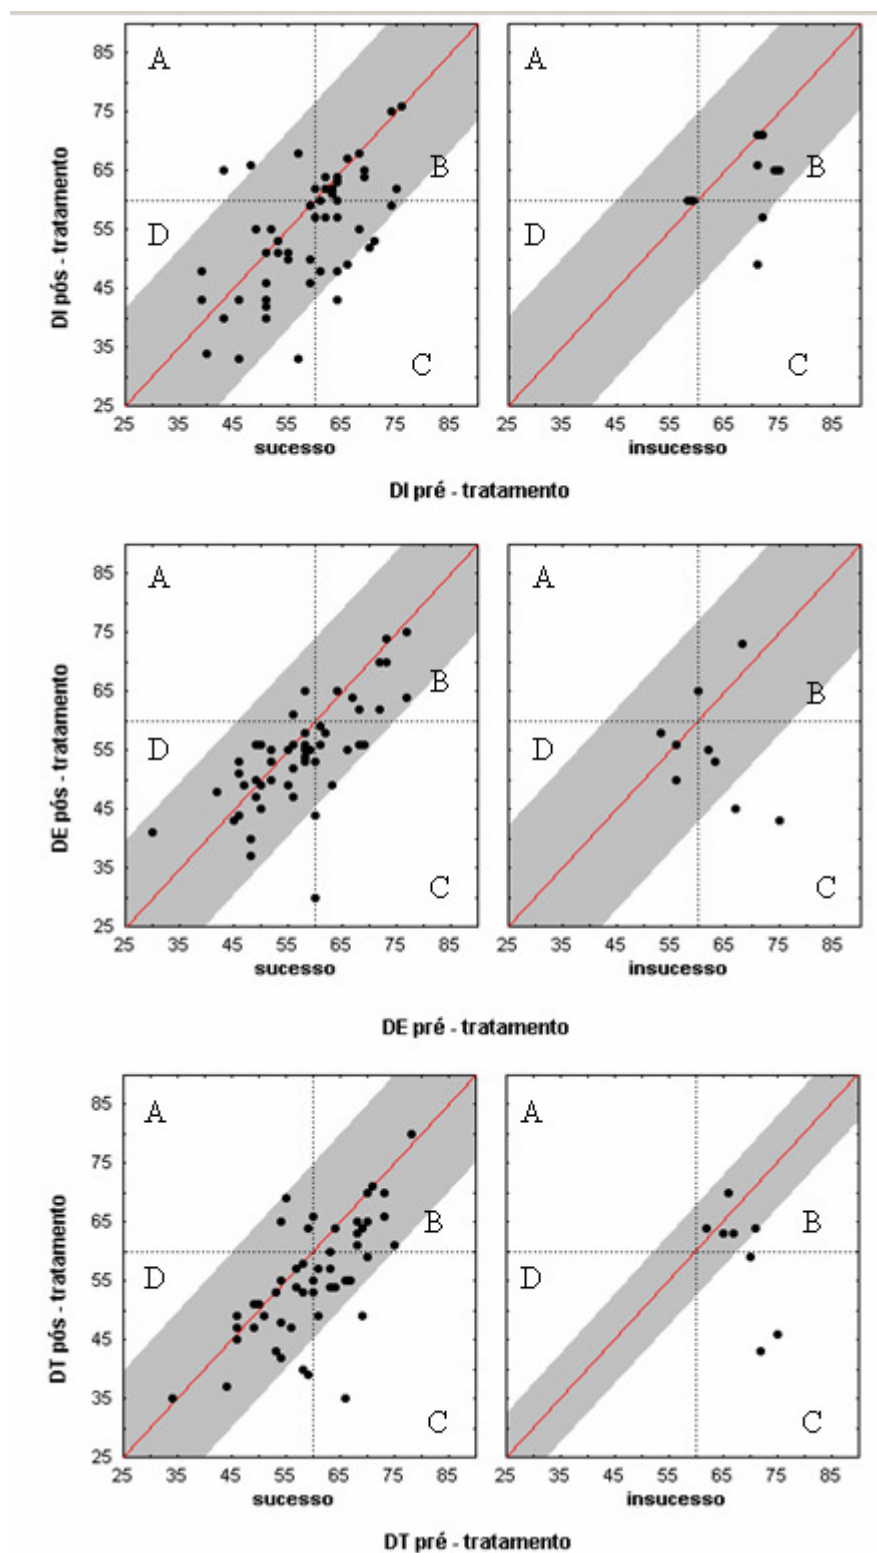 A A
B B
D D
C C
85 75 65 55 45 35 25
DI pós - tratamento
25 35 45 55 65 75 85 25 35 45 55 65 75 85
sucesso insucesso
DI pré - tratamento
A A
B B
D D
C C
85 75 65 55 45 35 25
DE pós - tratamento
25 35 45 55 65 75 85 25 35 45 55 65 75 85
sucesso insucesso
DE pré - tratamento
A A
B B
D D
C C
85 75 65 55 45 35 25
DT pós - tratamento
25 35 45 55 65 75 85 25 35 45 55 65 75 85
sucesso insucesso
DT pré - tratamento